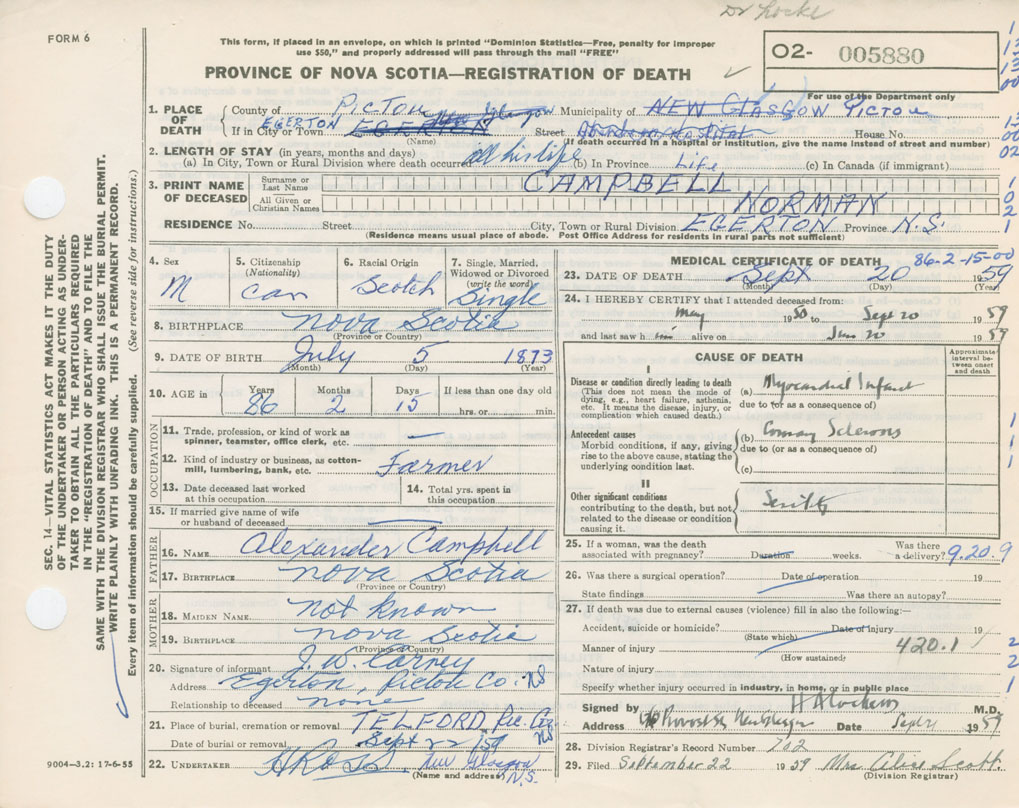 Dr Locke
FORM 6
This form, if placed in an envelope, on which is printed "Dominion Statistics—Free, penalty for improper
use $50," and properly addressed will pass through the mail "FREE"
O2- 005880
PROVINCE OF NOVA SCOTIA—REGISTRATION OF DEATH
For use of the Department only
1. PLACE OF DEATH
County of PICTOU Municipality of NEW GLASGOW PICTOU
If in City or Town EGERTON EGERTON Glasgow Street Hospital House No.
(Name) (If death occurred in a hospital or institution, give the name instead of street and number)
2. LENGTH OF STAY (in years, months and days)
(a) In City, Town or Rural Division where death occurred all his life (b) In Province Life (c) In Canada (if immigrant)
3. PRINT NAME OF DECEASED
Surname or Last Name CAMPBELL
All Given or Christian Names NORMAN
RESIDENCE No. Street City, Town or Rural Division EGERTON Province N.S.
(Residence means usual place of abode. Post Office Address for residents in rural parts not sufficient)
4. Sex M
5. Citizenship (Nationality) Can
6. Racial Origin Scotch
7. Single, Married, Widowed or Divorced (write the word) Single
8. BIRTHPLACE Nova Scotia
(Province or Country)
9. DATE OF BIRTH July 5 1873
(Month) (Day) (Year)
10. AGE in Years 86 Months 2 Days 15 If less than one day old hrs. or min.
OCCUPATION
11. Trade, profession, or kind of work as spinner, teamster, office clerk, etc. —
12. Kind of industry or business, as cotton-mill, lumbering, bank, etc. Farmer
13. Date deceased last worked at this occupation
14. Total yrs. spent in this occupation
15. If married give name of wife or husband of deceased —
FATHER
16. NAME Alexander Campbell
17. BIRTHPLACE Nova Scotia
(Province or Country)
MOTHER
18. MAIDEN NAME not known
19. BIRTHPLACE Nova Scotia
(Province or Country)
20. Signature of informant J. W. Carney
Address Egerton, Pictou Co. NS
Relationship to deceased none
21. Place of burial, cremation or removal TELFORD, Pic. Co. NS
Date of burial or removal Sept 22 /59
22. UNDERTAKER New Glasgow N.S.
(Name and address)
9004—3.2: 17-6-55
MEDICAL CERTIFICATE OF DEATH 86-2-15-00
23. DATE OF DEATH Sept 20 1959
(Month) (Day) (Year)
24. I HEREBY CERTIFY that I attended deceased from:
May 1950 to Sept 20 1959
and last saw h him alive on June 20 1959
CAUSE OF DEATH
Approximate interval between onset and death
I
Disease or condition directly leading to death
(This does not mean the mode of dying, e.g., heart failure, asthenia, etc. It means the disease, injury, or complication which caused death.)
(a) Myocardial Infarct
due to (or as a consequence of)
Antecedent causes
Morbid conditions, if any, giving rise to the above cause, stating the underlying condition last.
(b) Coronary Sclerosis
due to (or as a consequence of)
(c)
II
Other significant conditions
contributing to the death, but not related to the disease or condition causing it.
Senility
25. If a woman, was the death associated with pregnancy? Duration weeks. Was there a delivery? 9.20.9
26. Was there a surgical operation? Date of operation 19
State findings Was there an autopsy?
27. If death was due to external causes (violence) fill in also the following:—
Accident, suicide or homicide? Date of injury 19
(State which)
Manner of injury 420.1
(How sustained)
Nature of injury
Specify whether injury occurred in industry, in home, or in public place
Signed by M.D.
Address Provost St New Glasgow Date Sept 21 1959
28. Division Registrar's Record Number 702
29. Filed September 22 1959 Mrs Alice Scott
(Division Registrar)
SEC. 14—VITAL STATISTICS ACT MAKES IT THE DUTY
OF THE UNDERTAKER OR PERSON ACTING AS UNDER-
TAKER TO OBTAIN ALL THE PARTICULARS REQUIRED
IN THE "REGISTRATION OF DEATH" AND TO FILE THE
SAME WITH THE DIVISION REGISTRAR WHO SHALL ISSUE THE BURIAL PERMIT.
WRITE PLAINLY WITH UNFADING INK. THIS IS A PERMANENT RECORD.
Every item of information should be carefully supplied. (See reverse side for instructions.)